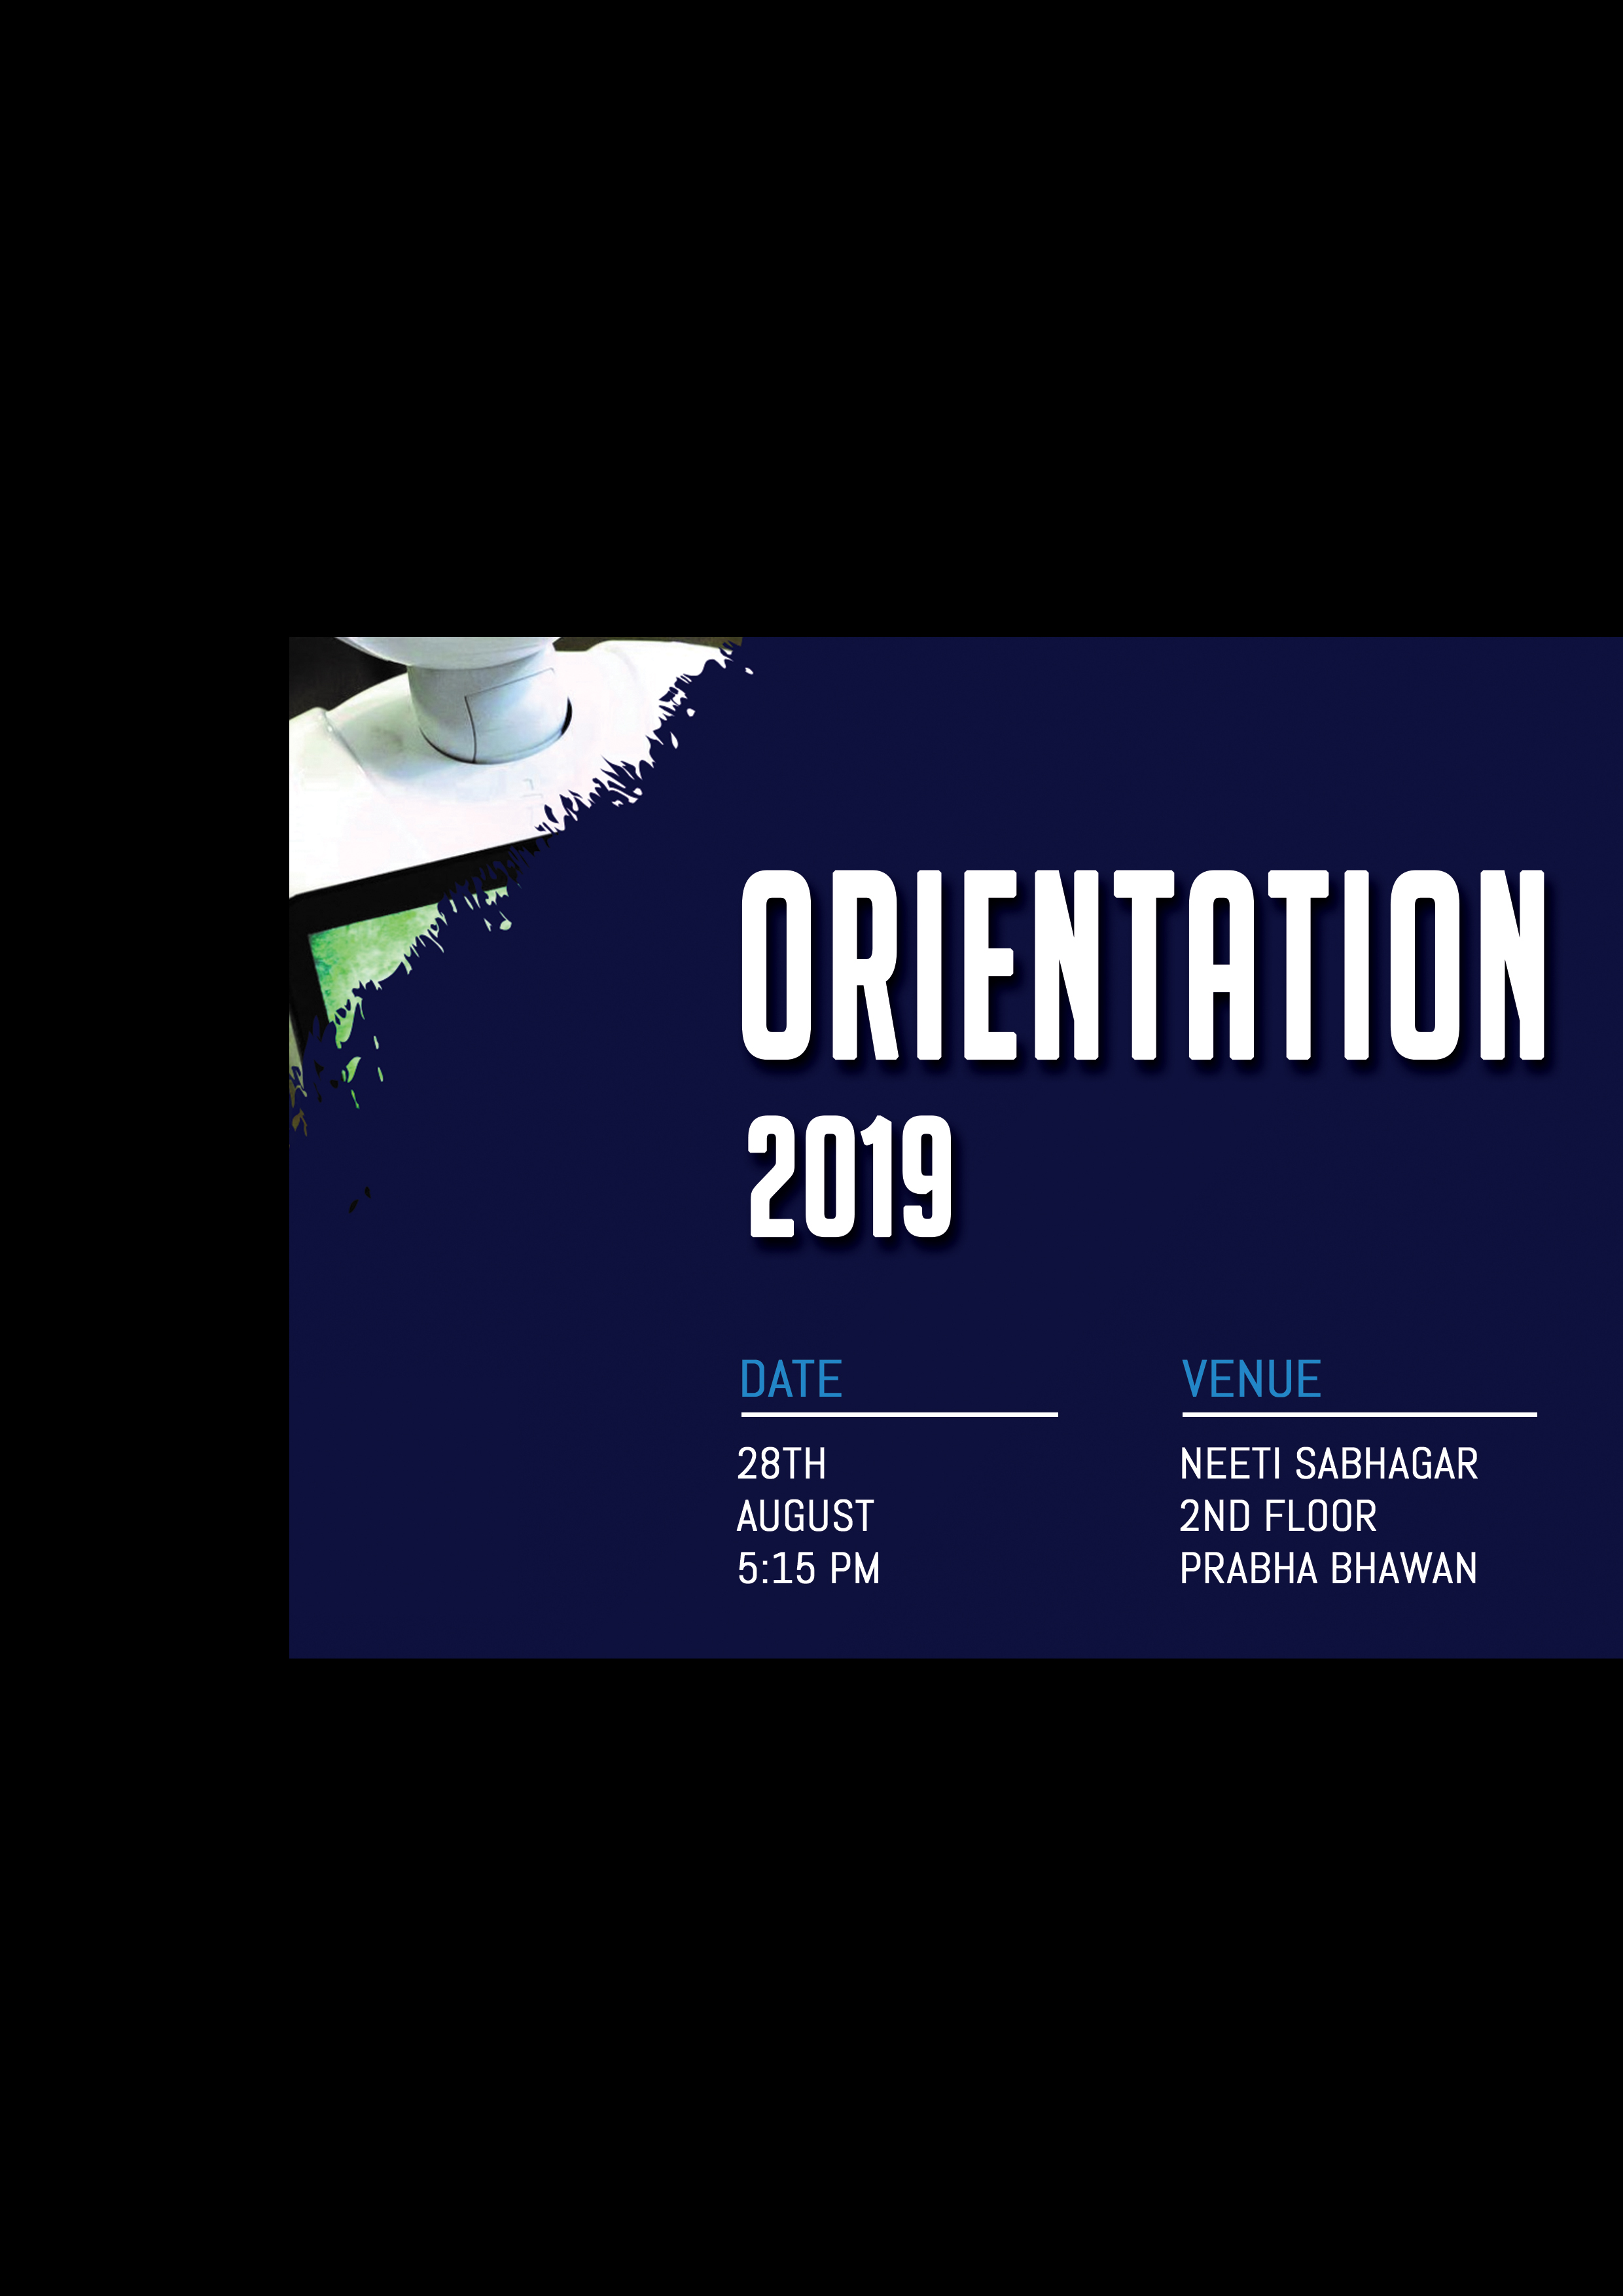 ORIENTATION
2019
DATE
28TH
AUGUST
5:15 PM
VENUE
NEETI SABHAGAR
2ND FLOOR
PRABHA BHAWAN